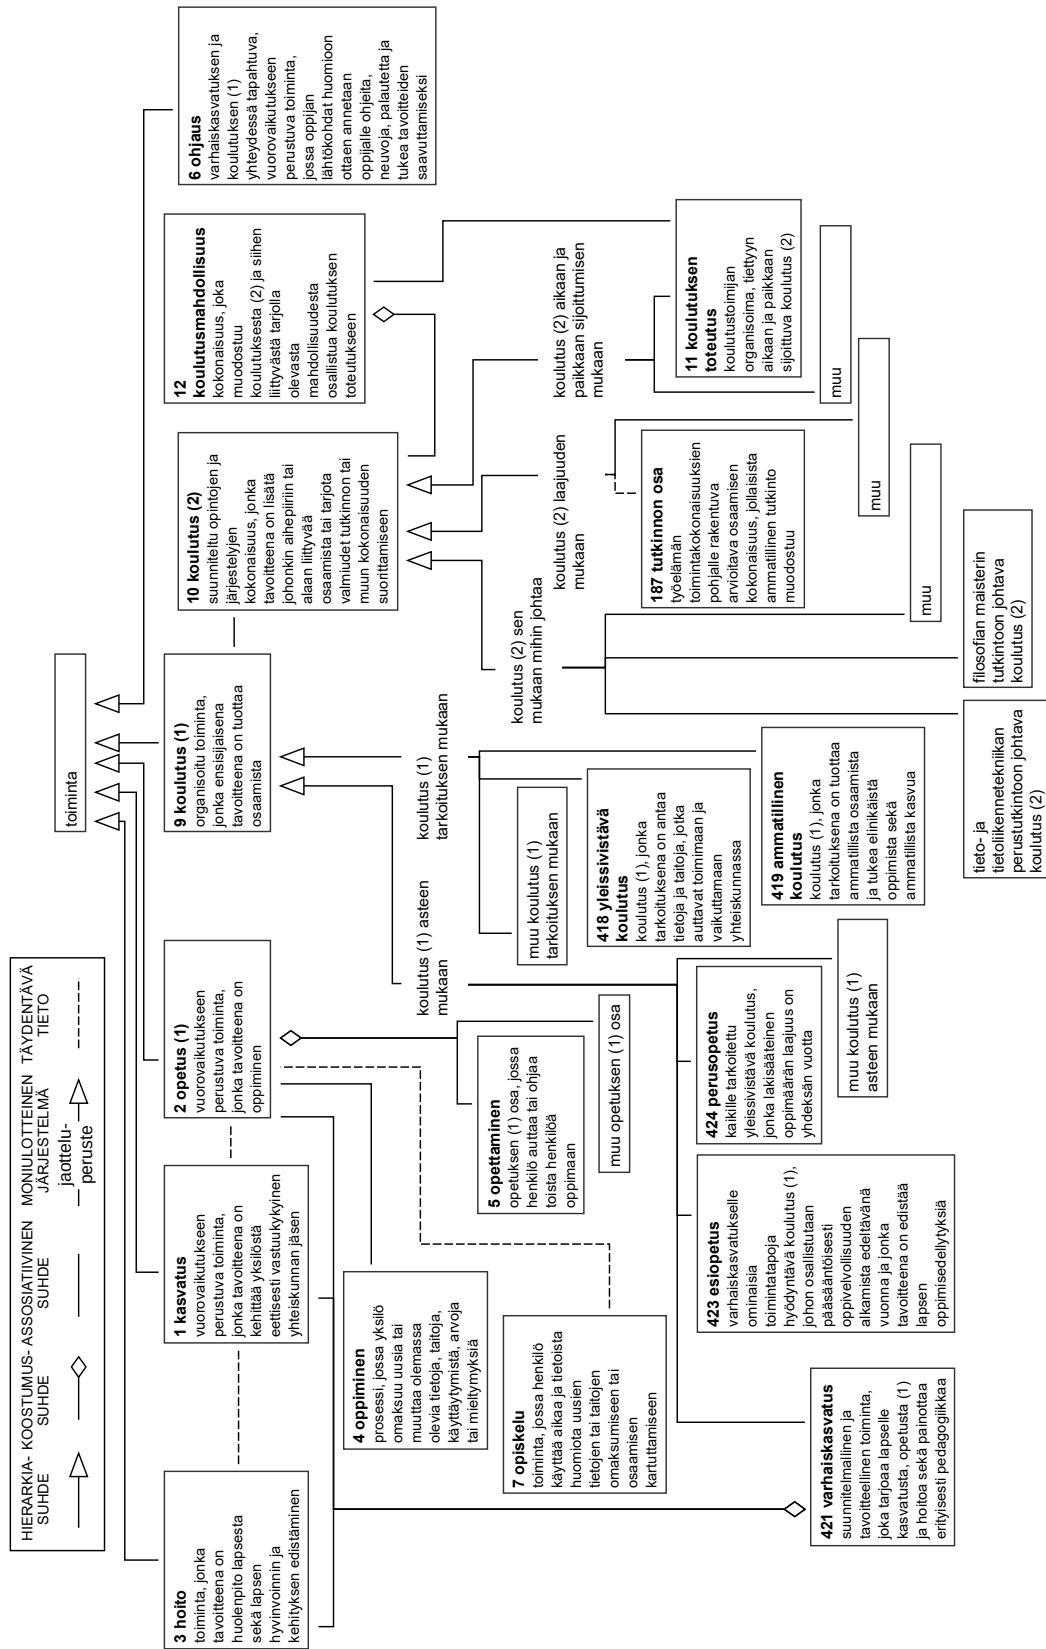 HIERARKIA- KOOSTUMUS- ASSOSIATIIVINEN MONIULOTTEINEN TÄYDENTÄVÄ
SUHDE SUHDE SUHDE JÄRJESTELMÄ TIETO
jaottelu-
peruste
toiminta
3 hoito
toiminta, jonka
tavoitteena on
huolenpito lapsesta
sekä lapsen
hyvinvoinnin ja
kehityksen edistäminen
1 kasvatus
vuorovaikutukseen
perustuva toiminta,
jonka tavoitteena on
kehittää yksilöstä
eettisesti vastuukykyinen
yhteiskunnan jäsen
2 opetus (1)
vuorovaikutukseen
perustuva toiminta,
jonka tavoitteena on
oppiminen
9 koulutus (1)
organisoitu toiminta,
jonka ensisijaisena
tavoitteena on tuottaa
osaamista
10 koulutus (2)
suunniteltu opintojen ja
järjestelyjen
kokonaisuus, jonka
tavoitteena on lisätä
johonkin aihepiiriin tai
alaan liittyvää
osaamista tai tarjota
valmiudet tutkinnon tai
muun kokonaisuuden
suorittamiseen
12
koulutusmahdollisuus
kokonaisuus, joka
muodostuu
koulutuksesta (2) ja siihen
liittyvästä tarjolla
olevasta
mahdollisuudesta
osallistua koulutuksen
toteutukseen
6 ohjaus
varhaiskasvatuksen ja
koulutuksen (1)
yhteydessä tapahtuva,
vuorovaikutukseen
perustuva toiminta,
jossa oppijan
lähtökohdat huomioon
ottaen annetaan
oppijalle ohjeita,
neuvoja, palautetta ja
tukea tavoitteiden
saavuttamiseksi
4 oppiminen
prosessi, jossa yksilö
omaksuu uusia tai
muuttaa olemassa
olevia tietoja, taitoja,
käyttäytymistä, arvoja
tai mieltymyksiä
5 opettaminen
opetuksen (1) osa, jossa
henkilö auttaa tai ohjaa
toista henkilöä
oppimaan
muu opetuksen (1) osa
7 opiskelu
toiminta, jossa henkilö
käyttää aikaa ja tietoista
huomiota uusien
tietojen tai taitojen
omaksumiseen tai
osaamisen
kartuttamiseen
koulutus (1) asteen
mukaan
koulutus (1)
tarkoituksen mukaan
koulutus (2) sen
mukaan mihin johtaa
koulutus (2) laajuuden
mukaan
koulutus (2) aikaan ja
paikkaan sijoittumisen
mukaan
muu koulutus (1)
tarkoituksen mukaan
418 yleissivistävä
koulutus
koulutus (1), jonka
tarkoituksena on antaa
tietoja ja taitoja, jotka
auttavat toimimaan ja
vaikuttamaan
yhteiskunnassa
419 ammatillinen
koulutus
koulutus (1), jonka
tarkoituksena on tuottaa
ammatillista osaamista
ja tukea elinikäistä
oppimista sekä
ammatillista kasvua
187 tutkinnon osa
työelämän
toimintakokonaisuuksien
pohjalle rakentuva
arvioitava osaamisen
kokonaisuus, jollaisista
ammatillinen tutkinto
muodostuu
11 koulutuksen
toteutus
koulutustoimijan
organisoima, tiettyyn
aikaan ja paikkaan
sijoittuva koulutus (2)
muu
muu
muu
421 varhaiskasvatus
suunnitelmallinen ja
tavoitteellinen toiminta,
joka tarjoaa lapselle
kasvatusta, opetusta (1)
ja hoitoa sekä painottaa
erityisesti pedagogiikkaa
423 esiopetus
varhaiskasvatukselle
ominaisia
toimintatapoja
hyödyntävä koulutus (1),
johon osallistutaan
pääsääntöisesti
oppivelvollisuuden
alkamista edeltävänä
vuonna ja jonka
tavoitteena on edistää
lapsen
oppimisedellytyksiä
424 perusopetus
kaikille tarkoitettu
yleissivistävä koulutus,
jonka lakisääteinen
oppimäärän laajuus on
yhdeksän vuotta
muu koulutus (1)
asteen mukaan
tieto-ja
tietoliikennetekniikan
perustutkintoon johtava
koulutus (2)
filosofian maisterin
tutkintoon johtava
koulutus (2)